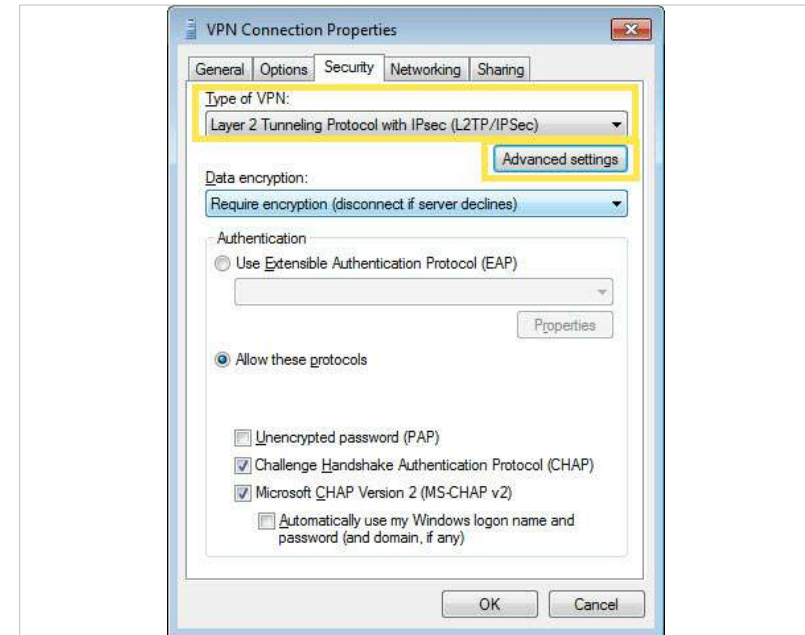 VPN Connection Properties
General Options Security Networking Sharing
Type of VPN:
Layer 2 Tunneling Protocol with IPsec (L2TP/IPSec)
Advanced settings
Data encryption:
Require encryption (disconnect if server declines)
Authentication
Use Extensible Authentication Protocol (EAP)
Properties
Allow these protocols
Unencrypted password (PAP)
Challenge Handshake Authentication Protocol (CHAP)
Microsoft CHAP Version 2 (MS-CHAP v2)
Automatically use my Windows logon name and
password (and domain, if any)
OK Cancel